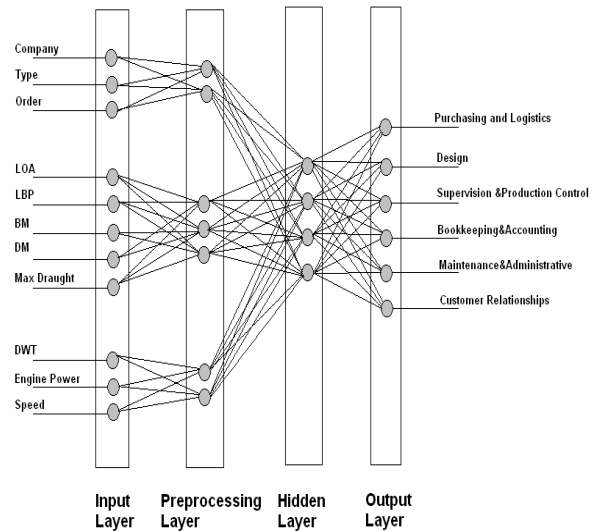 Company
Type
Order
LOA
LBP
BM
DM
Max Draught
DWT
Engine Power
Speed
Purchasing and Logistics
Design
Supervision &Production Control
Bookkeeping&Accounting
Maintenance&Administrative
Customer Relationships
Input
Layer
Preprocessing
Layer
Hidden
Layer
Output
Layer